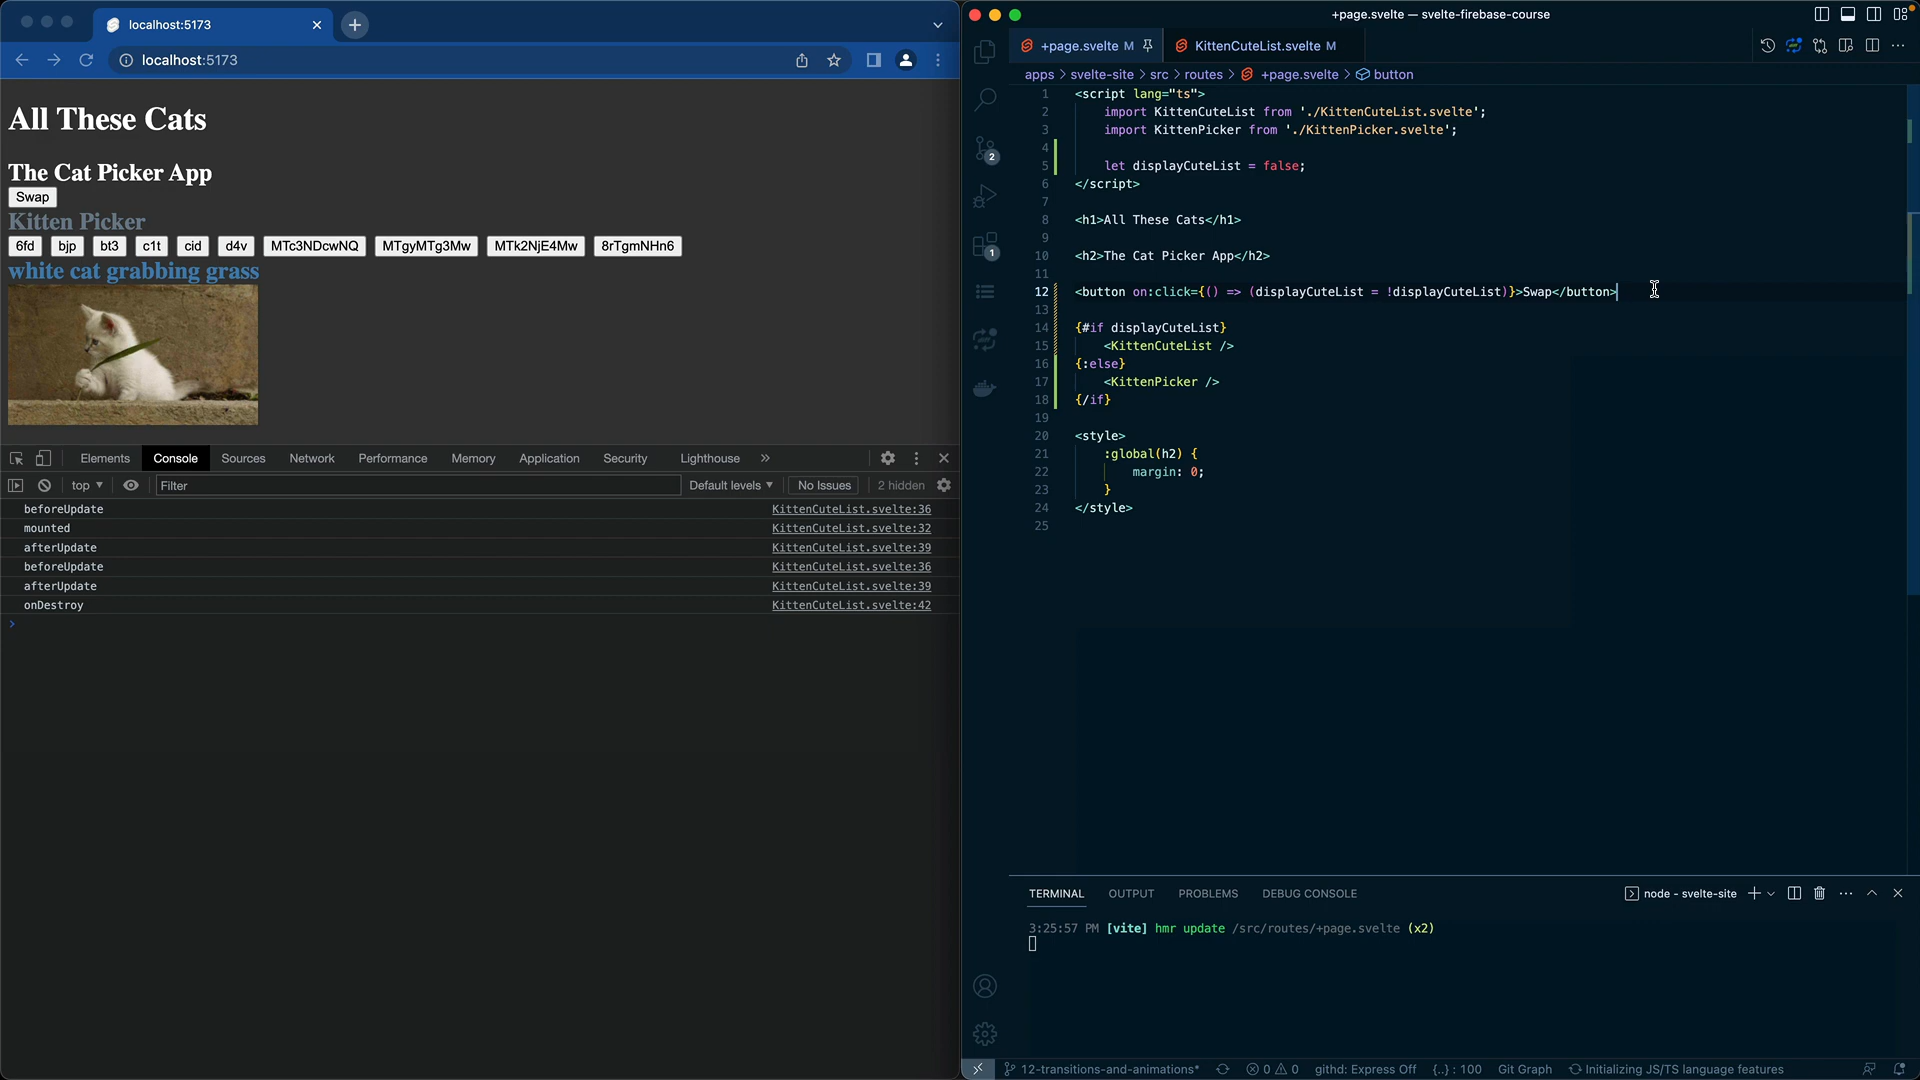 localhost:5173
localhost:5173
All These Cats
The Cat Picker App
Swap
Kitten Picker
6fd bjp bt3 c1t cid d4v MTc3NDcwNQ MTgyMTg3Mw MTk2NjE4Mw 8rTgmNHn6
white cat grabbing grass
Elements Console Sources Network Performance Memory Application Security Lighthouse
top Filter Default levels No Issues 2 hidden
beforeUpdate KittenCuteList.svelte:36
mounted KittenCuteList.svelte:32
afterUpdate KittenCuteList.svelte:39
beforeUpdate KittenCuteList.svelte:36
afterUpdate KittenCuteList.svelte:39
onDestroy KittenCuteList.svelte:42
+page.svelte — svelte-firebase-course
+page.svelte M KittenCuteList.svelte M
apps > svelte-site > src > routes > +page.svelte > button
1 <script lang="ts">
2 import KittenCuteList from './KittenCuteList.svelte';
3 import KittenPicker from './KittenPicker.svelte';
4
5 let displayCuteList = false;
6 </script>
7
8 <h1>All These Cats</h1>
9
10 <h2>The Cat Picker App</h2>
11
12 <button on:click={() => (displayCuteList = !displayCuteList)}>Swap</button>
13
14 {#if displayCuteList}
15 <KittenCuteList />
16 {:else}
17 <KittenPicker />
18 {/if}
19
20 <style>
21 :global(h2) {
22 margin: 0;
23 }
24 </style>
25
2
1
TERMINAL OUTPUT PROBLEMS DEBUG CONSOLE node - svelte-site
3:25:57 PM [vite] hmr update /src/routes/+page.svelte (x2)
12-transitions-and-animations* 0 0 githd: Express Off {..} : 100 Git Graph Initializing JS/TS language features